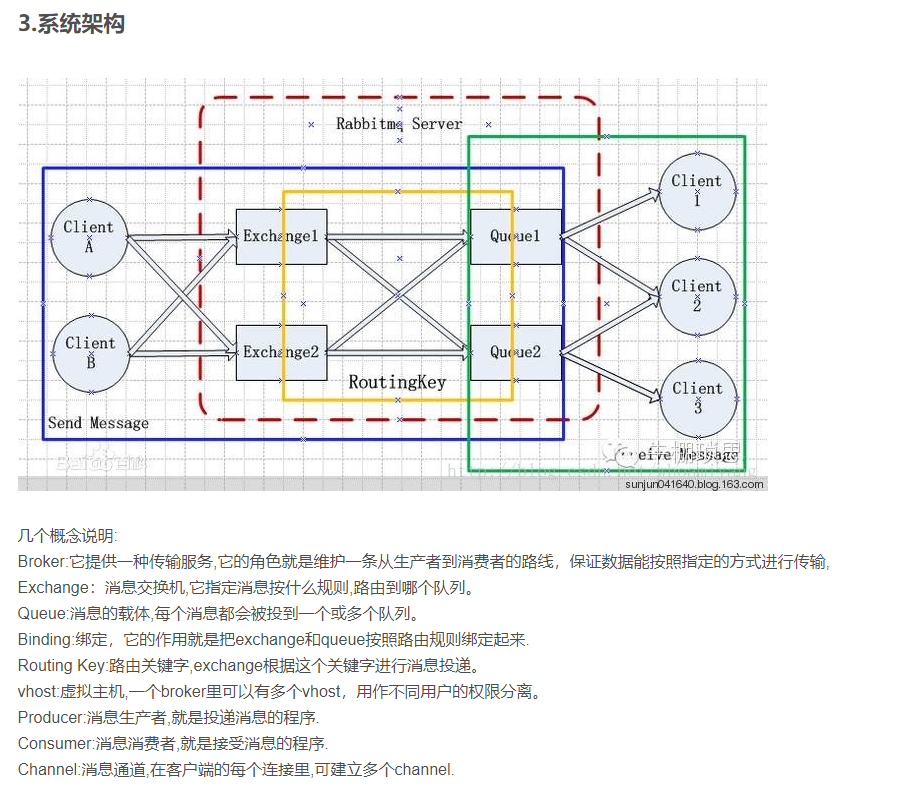 3.系统架构
Rabbitmq Server
Client
A
Exchange1
Queue1
Client
1
Client
2
Client
B
Exchange2
Queue2
RoutingKey
Client
3
Send Message
Message
Baidu百科
sunjun041640.blog.163.com
几个概念说明:
Broker:它提供一种传输服务,它的角色就是维护一条从生产者到消费者的路线，保证数据能按照指定的方式进行传输,
Exchange：消息交换机,它指定消息按什么规则,路由到哪个队列。
Queue:消息的载体,每个消息都会被投到一个或多个队列。
Binding:绑定，它的作用就是把exchange和queue按照路由规则绑定起来.
Routing Key:路由关键字,exchange根据这个关键字进行消息投递。
vhost:虚拟主机,一个broker里可以有多个vhost，用作不同用户的权限分离。
Producer:消息生产者,就是投递消息的程序.
Consumer:消息消费者,就是接受消息的程序.
Channel:消息通道,在客户端的每个连接里,可建立多个channel.